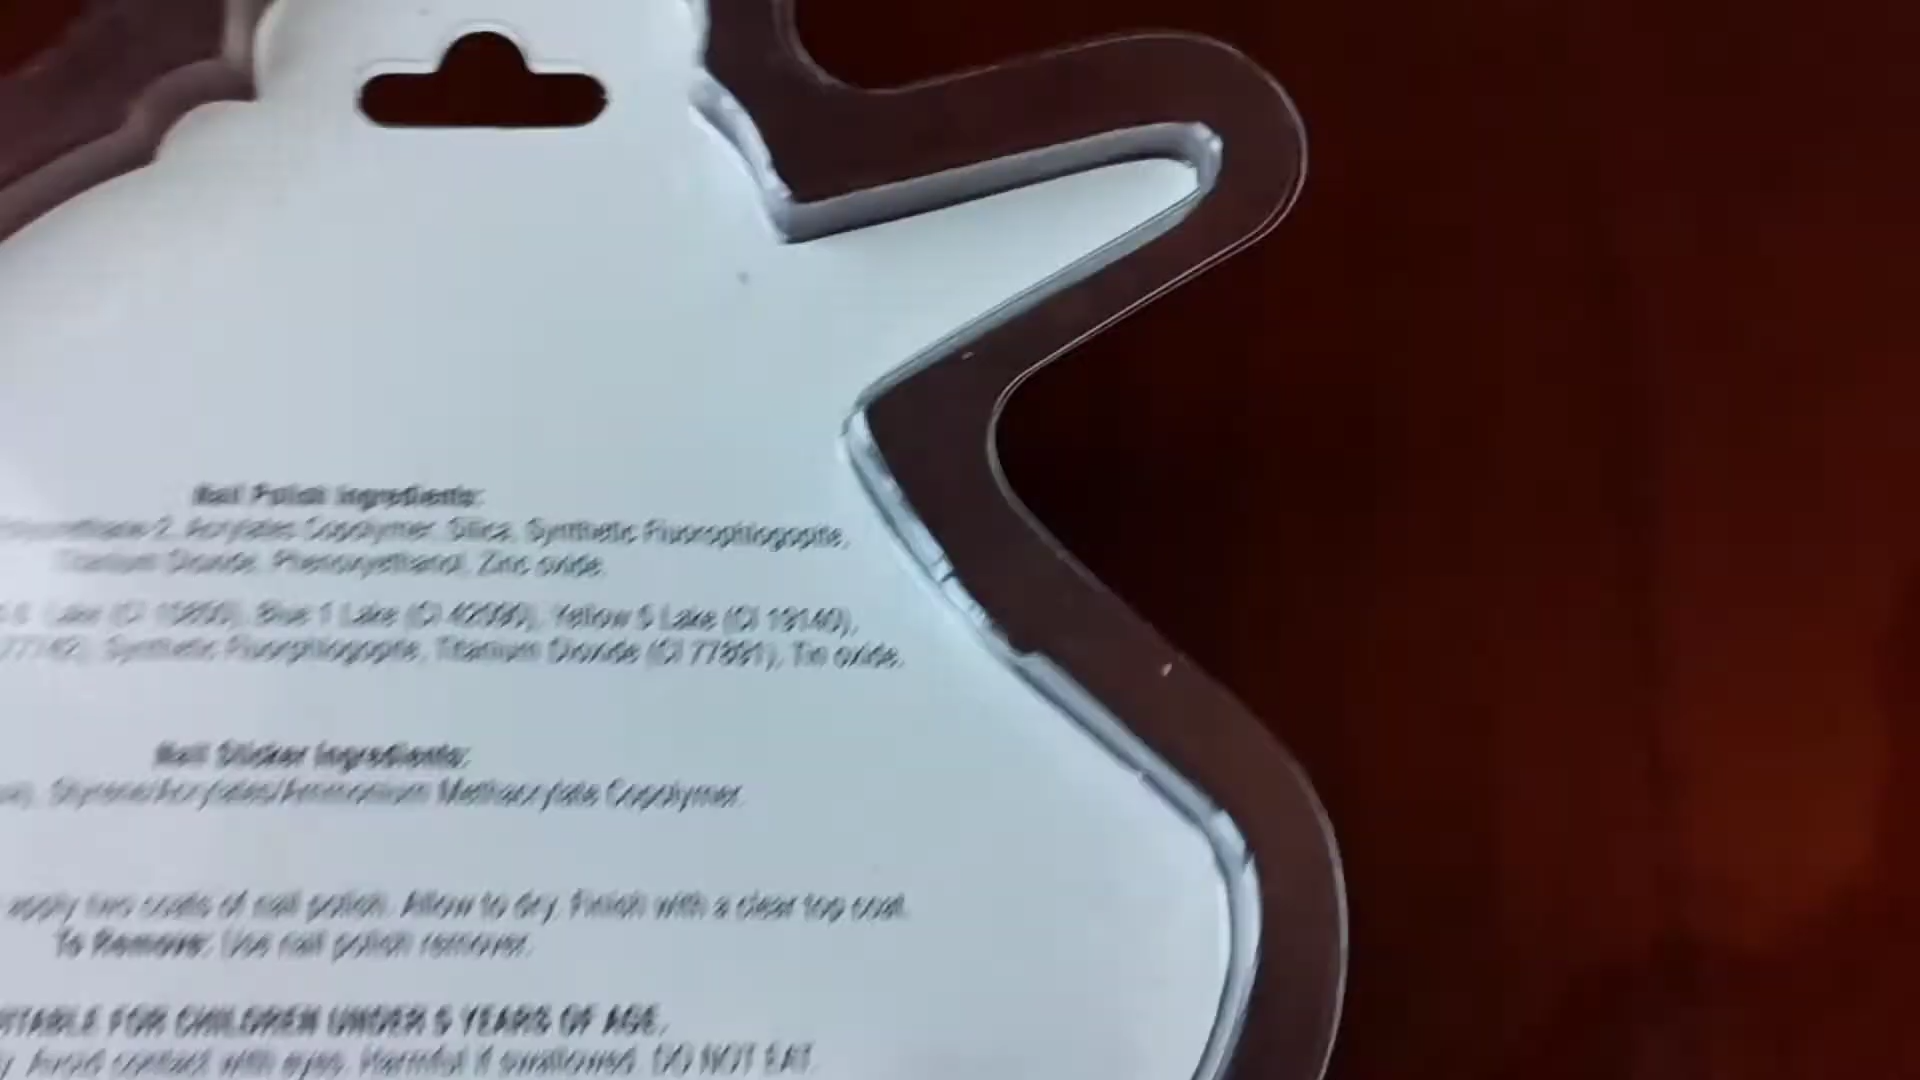 Nail Polish Ingredients:
2, Acrylates Copolymer, Silica, Synthetic Fluorophlogopite,
Titanium Dioxide, Phenoxyethanol, Zinc oxide.
Lake (CI 15850), Blue 1 Lake (CI 42090), Yellow 5 Lake (CI 19140),
Synthetic Fluorphlogopite, Titanium Dioxide (CI 77891), Tin oxide.
Nail Sticker Ingredients:
Styrene/Acrylates/Ammonium Methacrylate Copolymer.
apply two coats of nail polish. Allow to dry. Finish with a clear top coat.
To Remove: Use nail polish remover.
FOR CHILDREN UNDER 5 YEARS OF AGE.
Avoid contact with eyes. Harmful if swallowed. DO NOT EAT.